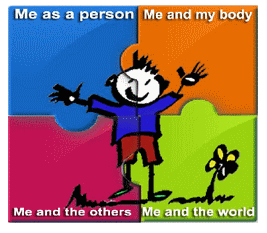 Me as a person
Me and my body
Me and the others
Me and the world